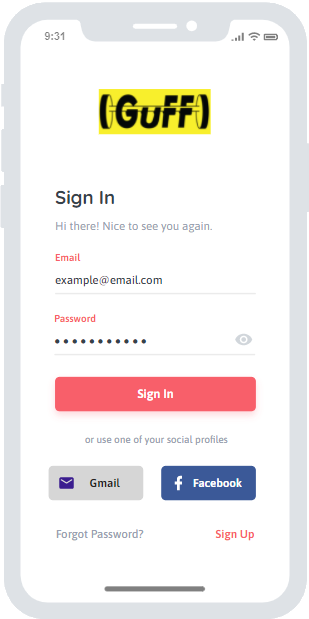 9:31
GUFF
Sign In
Hi there! Nice to see you again.
Email
example@email.com
Password
•••••••••••
Sign In
or use one of your social profiles
Gmail
f Facebook
Forgot Password? Sign Up